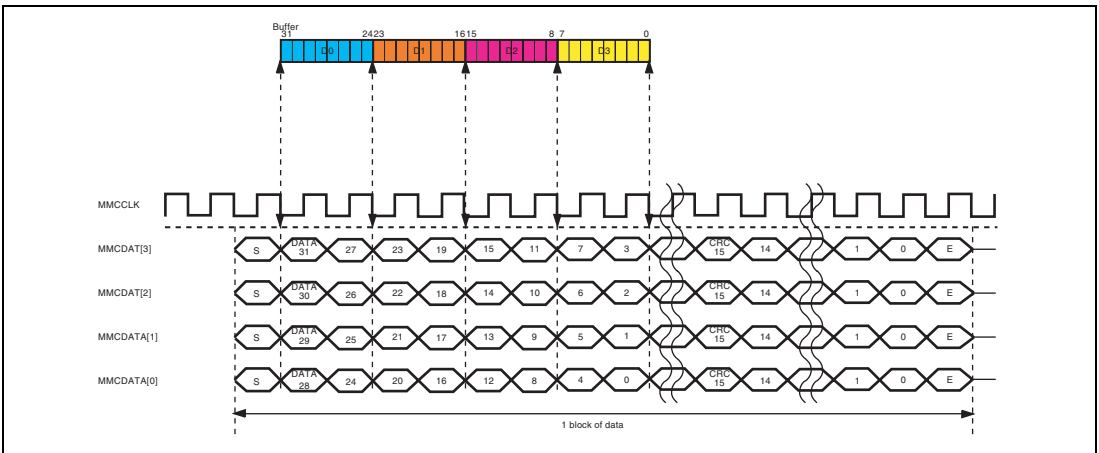 Buffer
31 2423 1615 8 7 0
D0 D1 D2 D3
MMCCLK
MMCDAT[3] S DATA 31 27 23 19 15 11 7 3 CRC 15 14 1 0 E
MMCDAT[2] S DATA 30 26 22 18 14 10 6 2 CRC 15 14 1 0 E
MMCDATA[1] S DATA 29 25 21 17 13 9 5 1 CRC 15 14 1 0 E
MMCDATA[0] S DATA 28 24 20 16 12 8 4 0 CRC 15 14 1 0 E
1 block of data